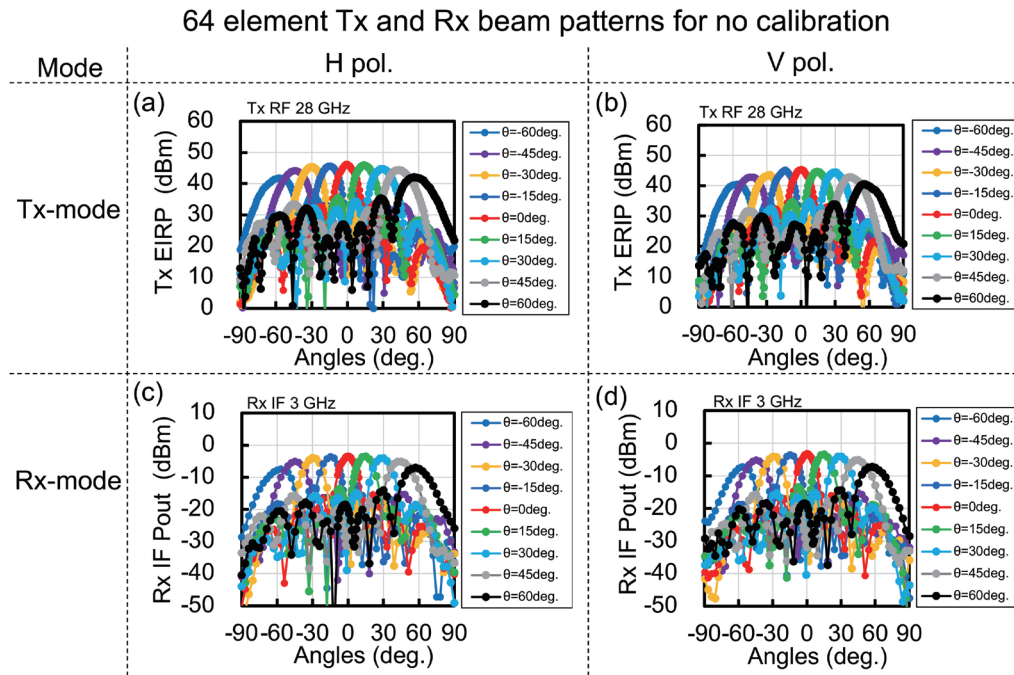 64 element Tx and Rx beam patterns for no calibration
Mode
H pol.
V pol.
Tx-mode
(a)
Tx RF 28 GHz
Tx EIRP (dBm)
60
50
40
30
20
10
0
-90 -60 -30 0 30 60 90
Angles (deg.)
θ=-60deg.
θ=-45deg.
θ=-30deg.
θ=-15deg.
θ=0deg.
θ=15deg.
θ=30deg.
θ=45deg.
θ=60deg.
(b)
Tx RF 28 GHz
Tx ERIP (dBm)
60
50
40
30
20
10
0
-90 -60 -30 0 30 60 90
Angles (deg.)
θ=-60deg.
θ=-45deg.
θ=-30deg.
θ=-15deg.
θ=0deg.
θ=15deg.
θ=30deg.
θ=45deg.
θ=60deg.
Rx-mode
(c)
Rx IF 3 GHz
Rx IF Pout (dBm)
10
0
-10
-20
-30
-40
-50
-90 -60 -30 0 30 60 90
Angles (deg.)
θ=-60deg.
θ=-45deg.
θ=-30deg.
θ=-15deg.
θ=0deg.
θ=15deg.
θ=30deg.
θ=45deg.
θ=60deg.
(d)
Rx IF 3 GHz
Rx IF Pout (dBm)
10
0
-10
-20
-30
-40
-50
-90 -60 -30 0 30 60 90
Angles (deg.)
θ=-60deg.
θ=-45deg.
θ=-30deg.
θ=-15deg.
θ=0deg.
θ=15deg.
θ=30deg.
θ=45deg.
θ=60deg.